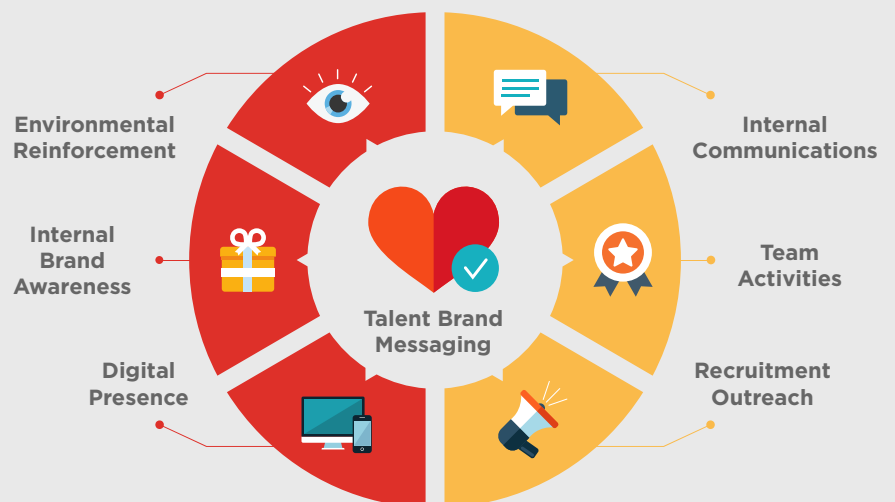 Environmental
Reinforcement
Internal
Communications
Internal
Brand
Awareness
Team
Activities
Talent Brand
Messaging
Digital
Presence
Recruitment
Outreach